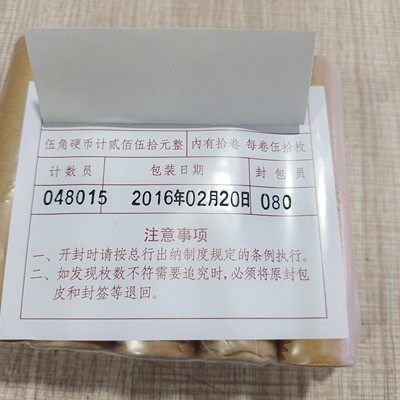 伍角硬币计贰佰伍拾元整 内有拾卷 每卷伍拾枚
计数员 包装日期 封包员
048015 2016年02月20日 080
注意事项
一、开封时请按总行出纳制度规定的条例执行。
二、如发现枚数不符需要追究时,必须将原封包
皮和封签等退回。